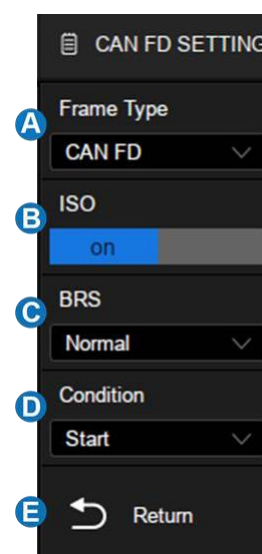 CAN FD SETTING
A
Frame Type
CAN FD
B
ISO
on
C
BRS
Normal
D
Condition
Start
E
Return